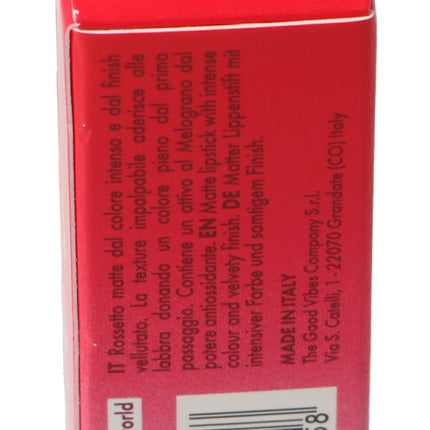 IT Rossetto matte dal colore intenso e dal finish
vellutato. La texture impalpabile aderisce alle
labbra donando un colore pieno dal primo
passaggio. Contiene un attivo al Melograno dal
potere antiossidante. EN Matte lipstick with intense
colour and velvety finish. DE Matter Lippenstift mit
intensiver Farbe und samtigem Finish.
MADE IN ITALY
The Good Vibes Company S.r.l.
Via S. Catelli, 1 - 22070 Grandate (CO) Italy
orld
58